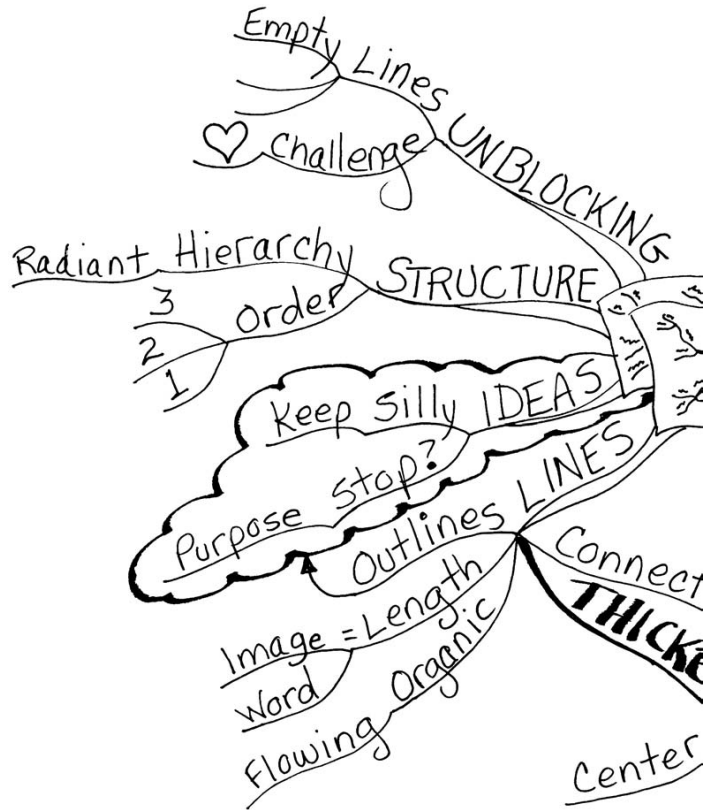 Empty Lines
UNBLOCKING
Challenge
Radiant Hierarchy
STRUCTURE
3
Order
2
1
Keep Silly IDEAS
Purpose Stop?
Outlines LINES
Image = Length
Word
Flowing Organic
Connect
THICKE
Center